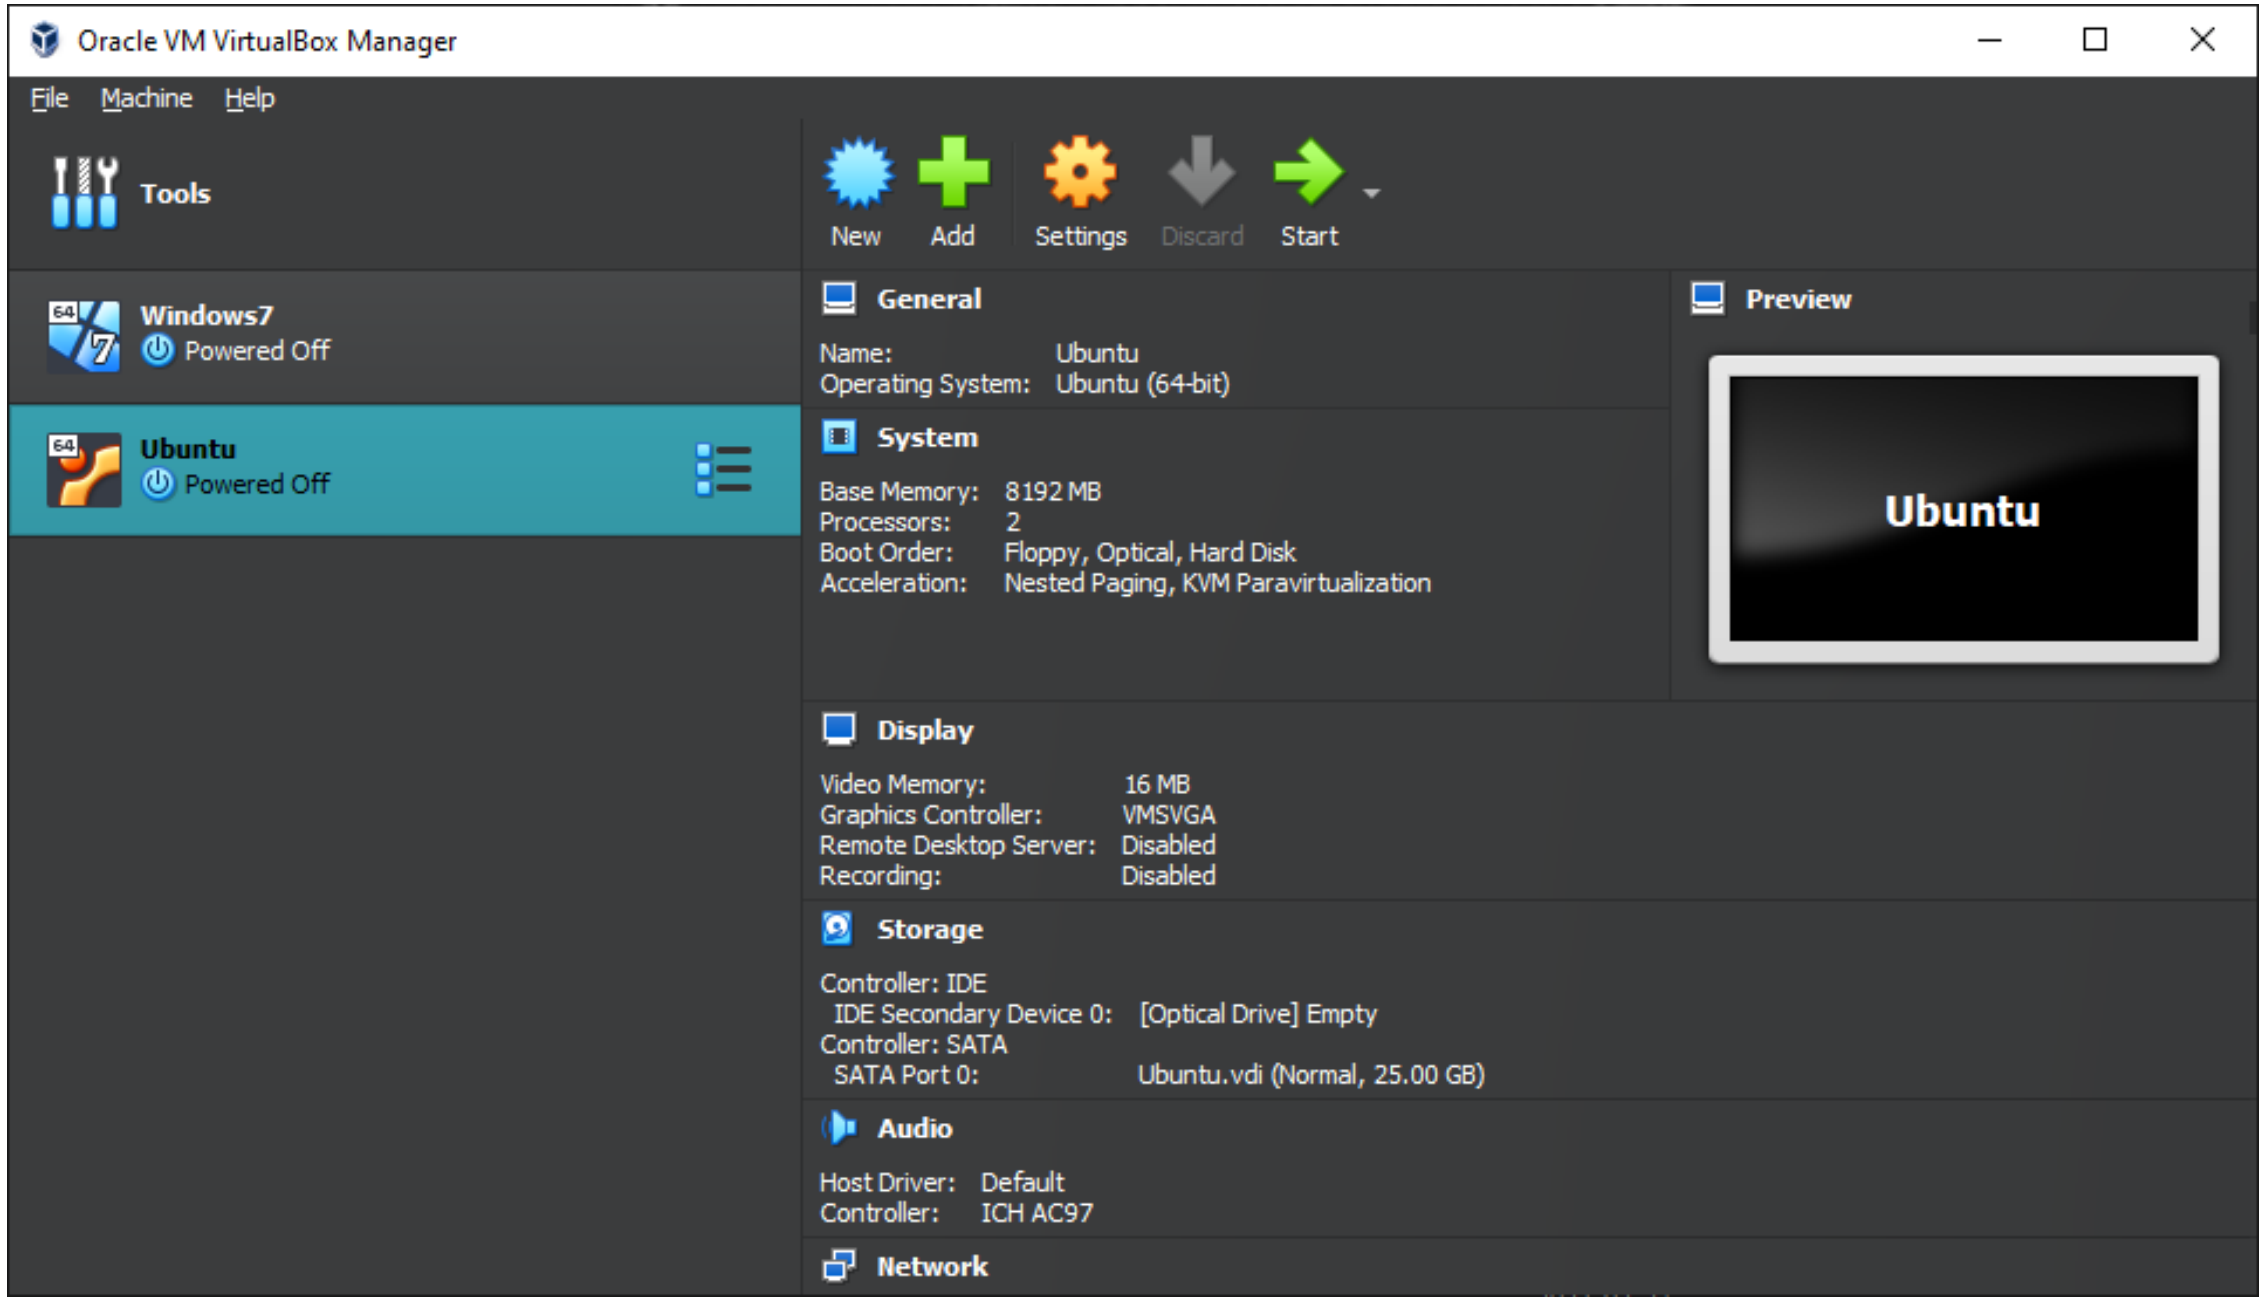 Oracle VM VirtualBox Manager
File Machine Help
Tools
New Add Settings Discard Start
64 Windows7
7 Powered Off
64 Ubuntu
Powered Off
General
Name: Ubuntu
Operating System: Ubuntu (64-bit)
System
Base Memory: 8192 MB
Processors: 2
Boot Order: Floppy, Optical, Hard Disk
Acceleration: Nested Paging, KVM Paravirtualization
Preview
Ubuntu
Display
Video Memory: 16 MB
Graphics Controller: VMSVGA
Remote Desktop Server: Disabled
Recording: Disabled
Storage
Controller: IDE
IDE Secondary Device 0: [Optical Drive] Empty
Controller: SATA
SATA Port 0: Ubuntu.vdi (Normal, 25.00 GB)
Audio
Host Driver: Default
Controller: ICH AC97
Network